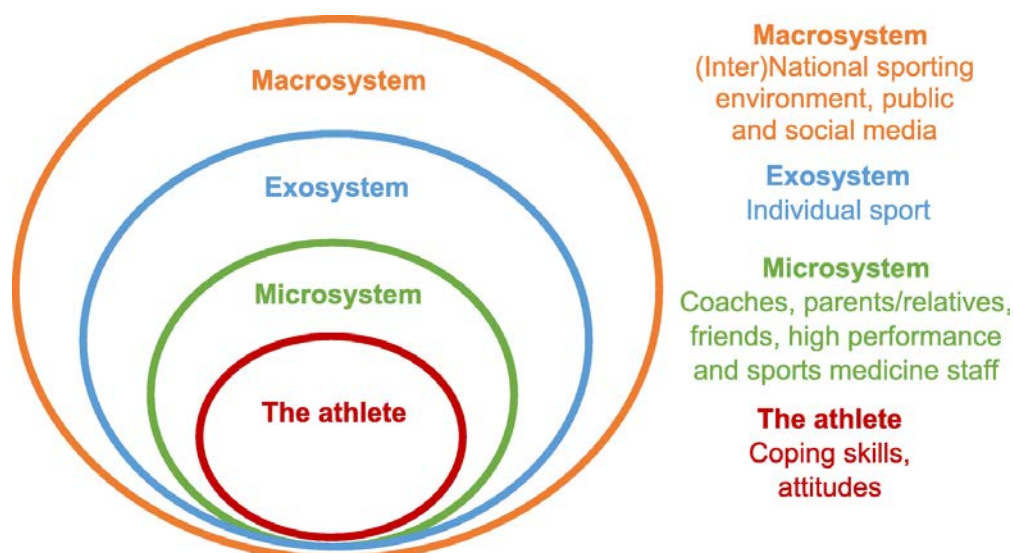 Macrosystem
Exosystem
Microsystem
The athlete
Macrosystem
(Inter)National sporting
environment, public
and social media
Exosystem
Individual sport
Microsystem
Coaches, parents/relatives,
friends, high performance
and sports medicine staff
The athlete
Coping skills,
attitudes